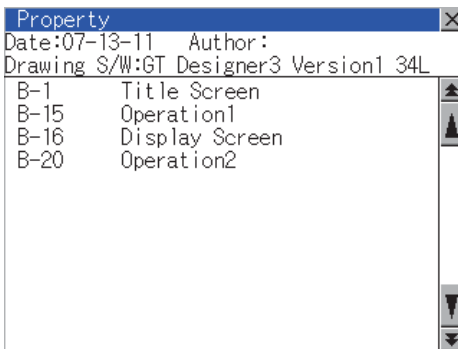 Property
Date:07-13-11 Author:
Drawing S/W:GT Designer3 Version1 34L
B-1 Title Screen
B-15 Operation1
B-16 Display Screen
B-20 Operation2